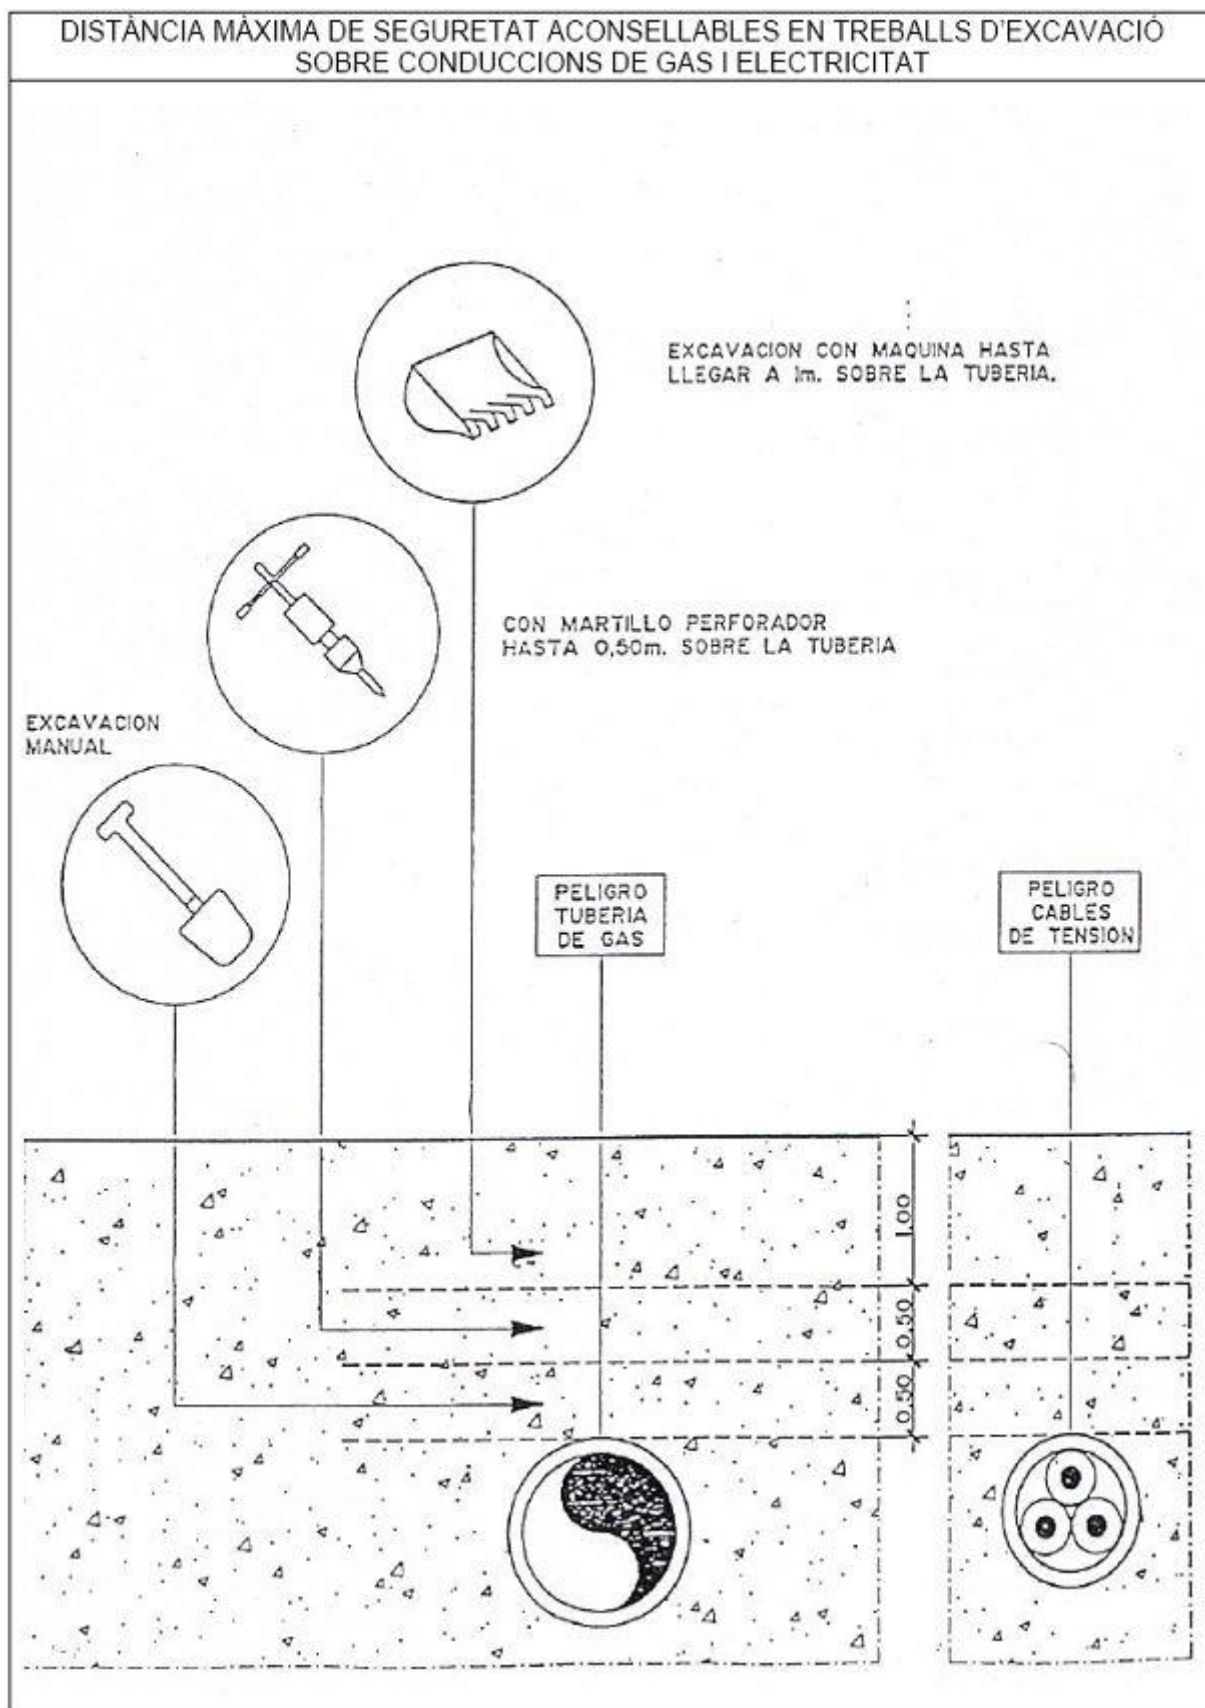 DISTÀNCIA MÀXIMA DE SEGURETAT ACONSELLABLES EN TREBALLS D'EXCAVACIÓ
SOBRE CONDUCCIONS DE GAS I ELECTRICITAT
EXCAVACION CON MAQUINA HASTA
LLEGAR A 1m. SOBRE LA TUBERIA.
CON MARTILLO PERFORADOR
HASTA 0,50m. SOBRE LA TUBERIA
EXCAVACION
MANUAL
PELIGRO
TUBERIA
DE GAS
PELIGRO
CABLES
DE TENSION
1.00
0.50
0.50